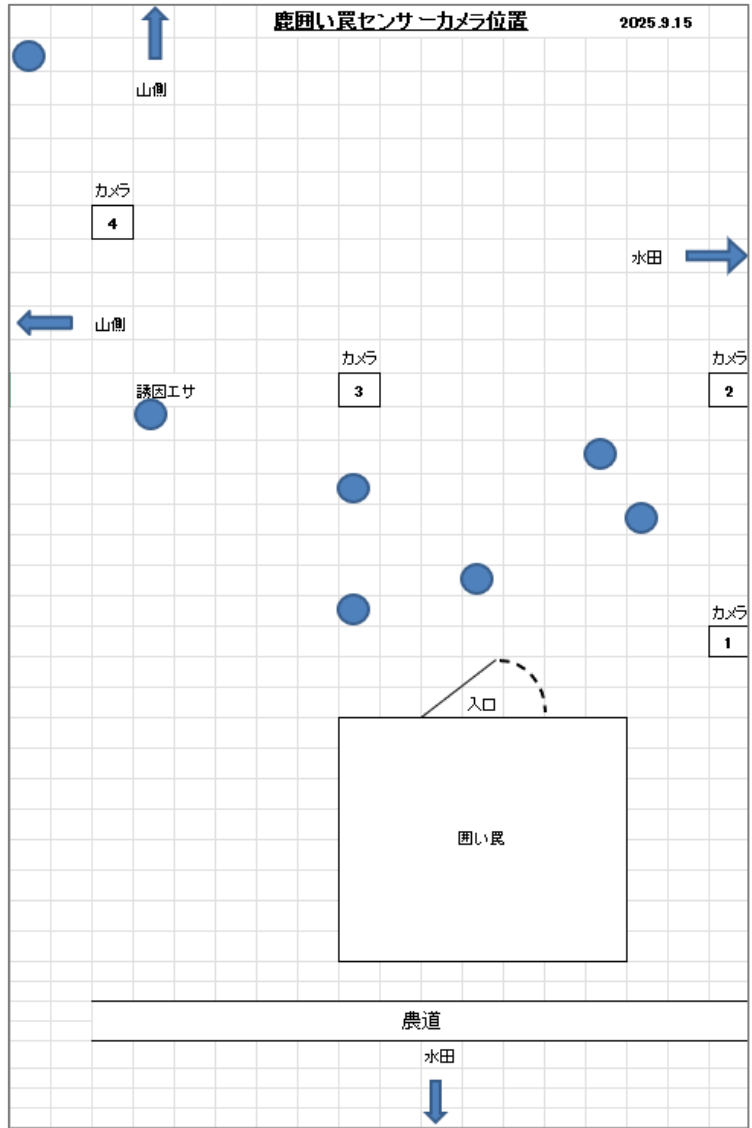 鹿囲い罠センサーカメラ位置 2025.9.15
山側
カメラ
4
水田
山側
カメラ
3
カメラ
2
誘因エサ
カメラ
1
入口
囲い罠
農道
水田